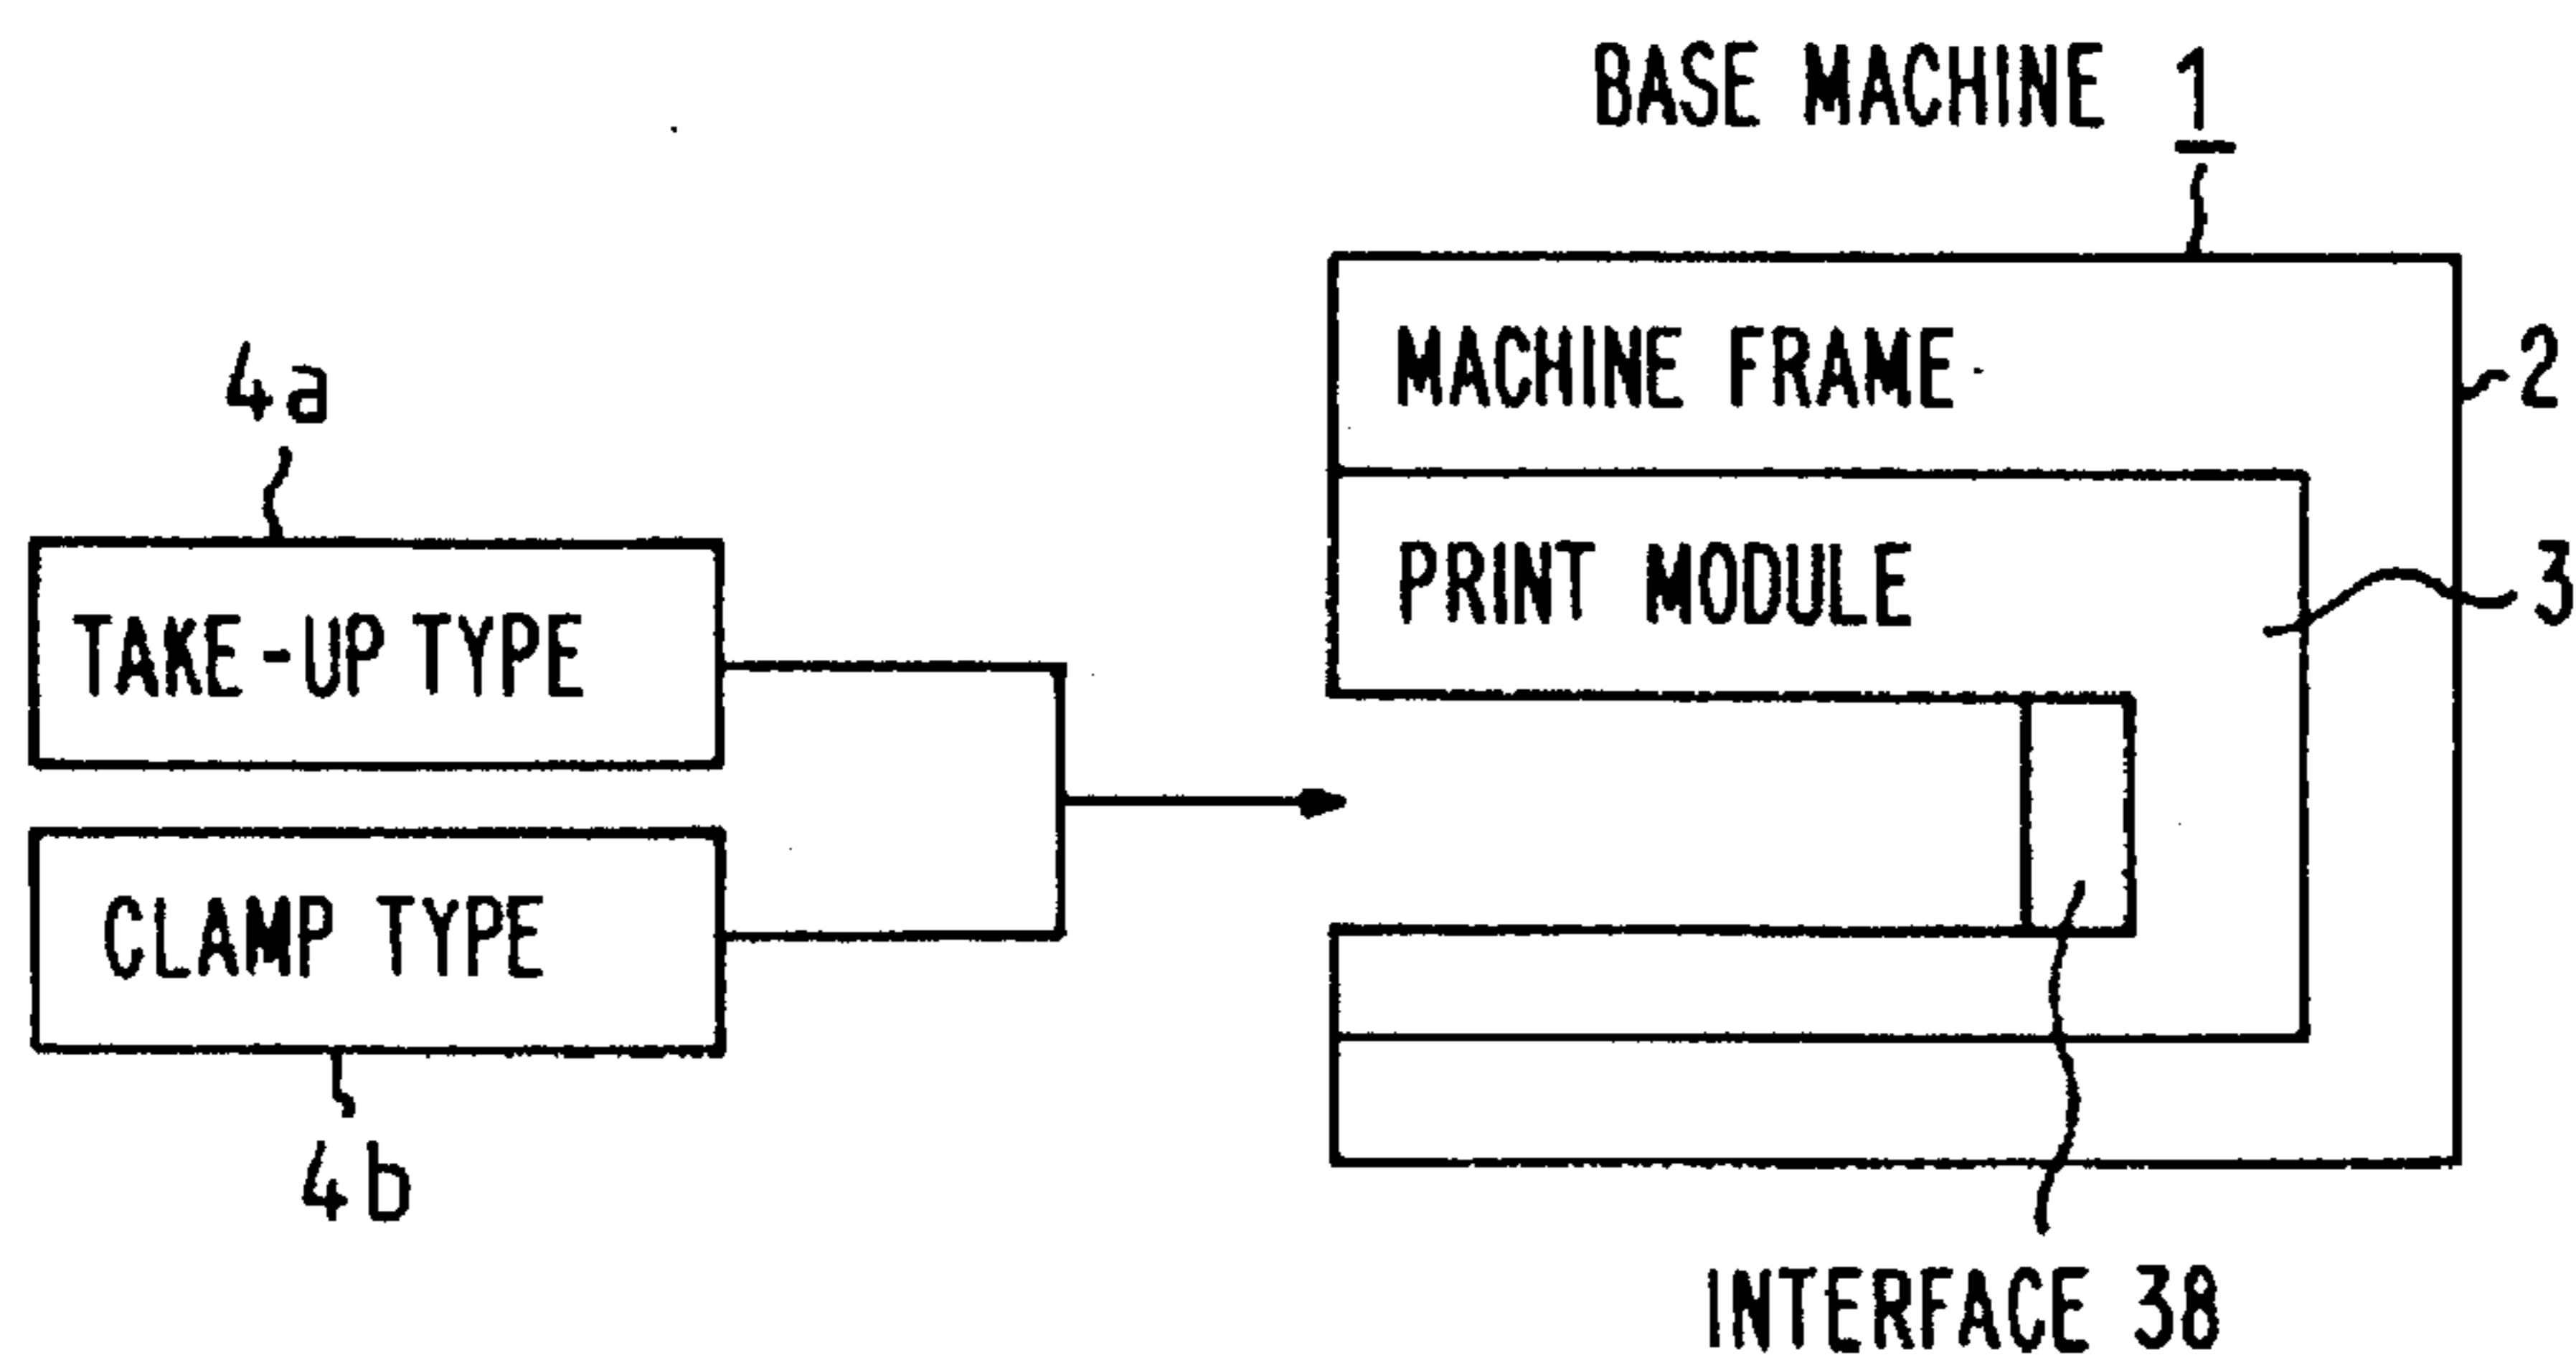 BASE MACHINE 1
MACHINE FRAME
2
4a
PRINT MODULE
3
TAKE-UP TYPE
CLAMP TYPE
4b
INTERFACE 38